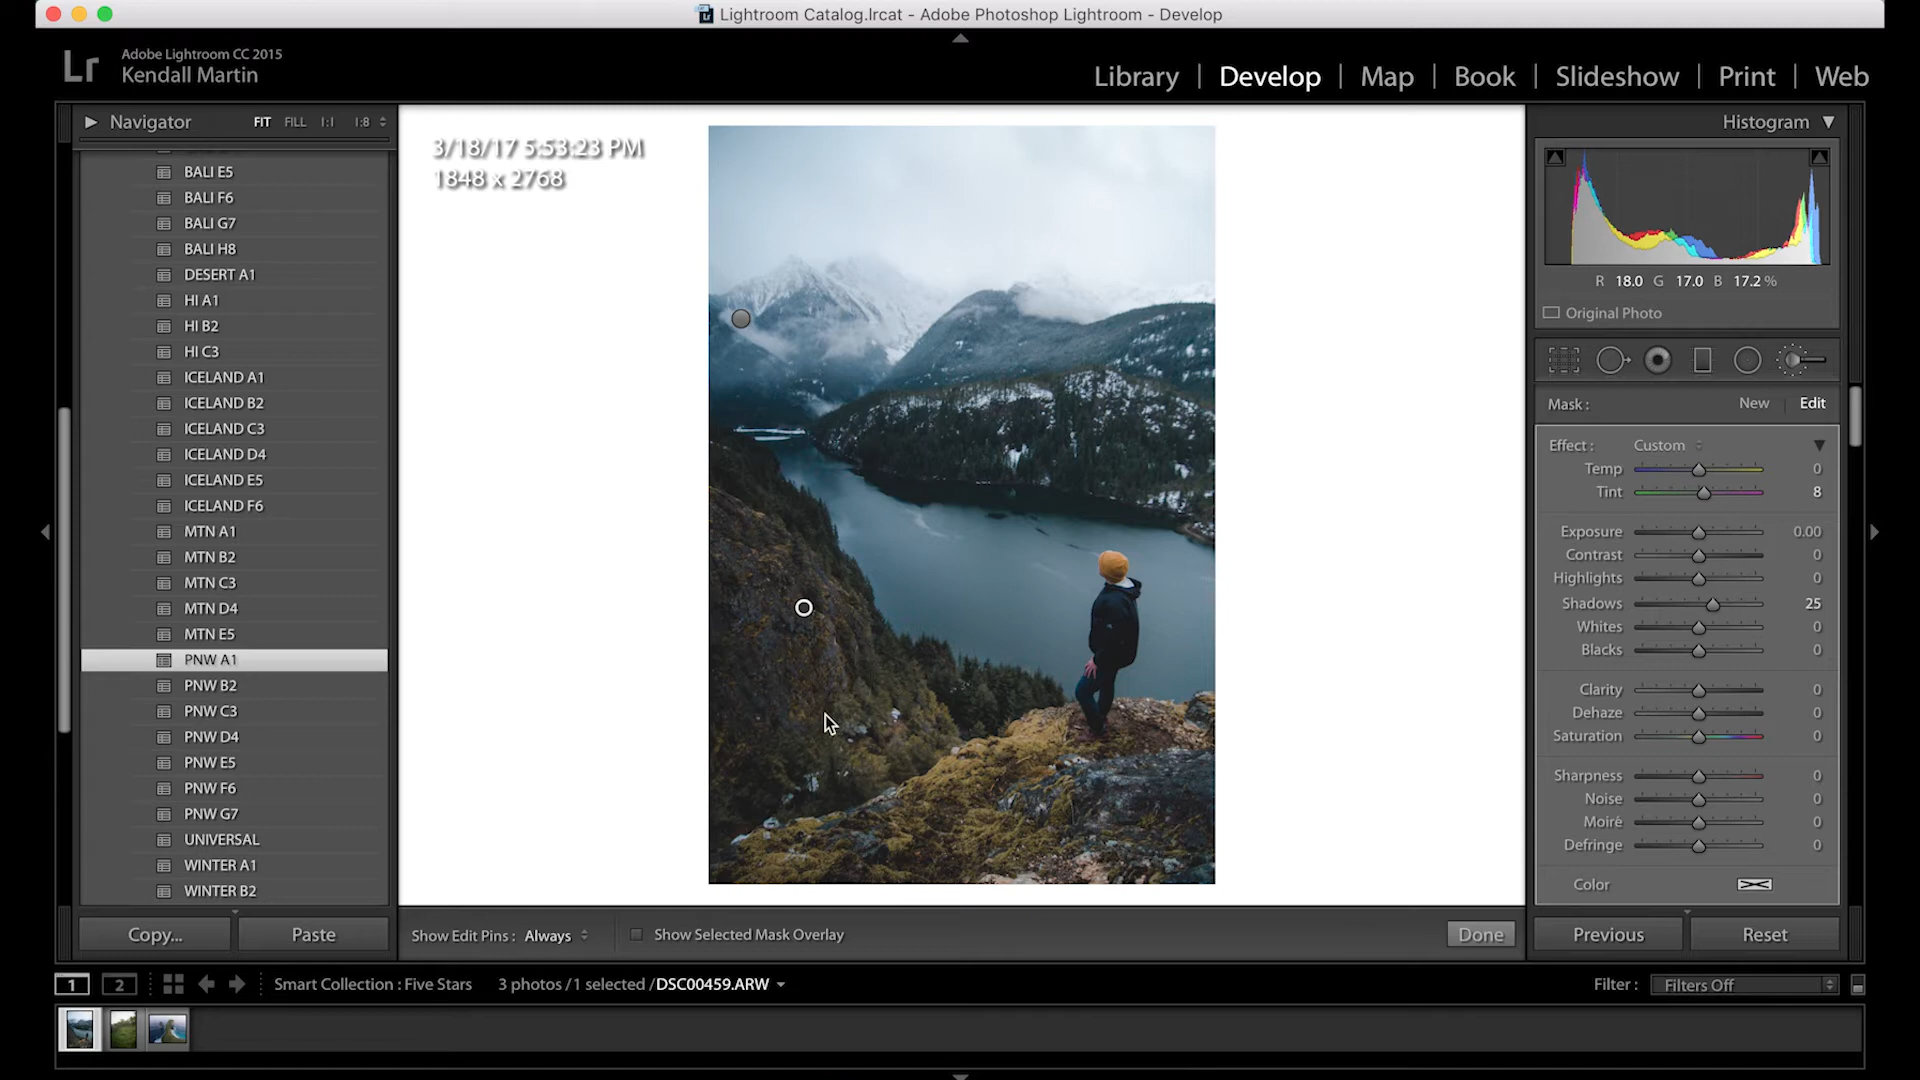 Lightroom Catalog.lrcat - Adobe Photoshop Lightroom - Develop
Lr
Adobe Lightroom CC 2015
Kendall Martin
Library | Develop | Map | Book | Slideshow | Print | Web
Navigator FIT FILL 1:1 1:8
BALI E5
BALI F6
BALI G7
BALI H8
DESERT A1
HI A1
HI B2
HI C3
ICELAND A1
ICELAND B2
ICELAND C3
ICELAND D4
ICELAND E5
ICELAND F6
MTN A1
MTN B2
MTN C3
MTN D4
MTN E5
PNW A1
PNW B2
PNW C3
PNW D4
PNW E5
PNW F6
PNW G7
UNIVERSAL
WINTER A1
WINTER B2
Copy... Paste
3/18/17 5:53:23 PM
1848 x 2768
Show Edit Pins : Always Show Selected Mask Overlay Done
Histogram
R 18.0 G 17.0 B 17.2 %
Original Photo
Mask : New Edit
Effect : Custom
Temp 0
Tint 8
Exposure 0.00
Contrast 0
Highlights 0
Shadows 25
Whites 0
Blacks 0
Clarity 0
Dehaze 0
Saturation 0
Sharpness 0
Noise 0
Moiré 0
Defringe 0
Color
Previous Reset
1 2 Smart Collection : Five Stars 3 photos / 1 selected / DSC00459.ARW Filter : Filters Off